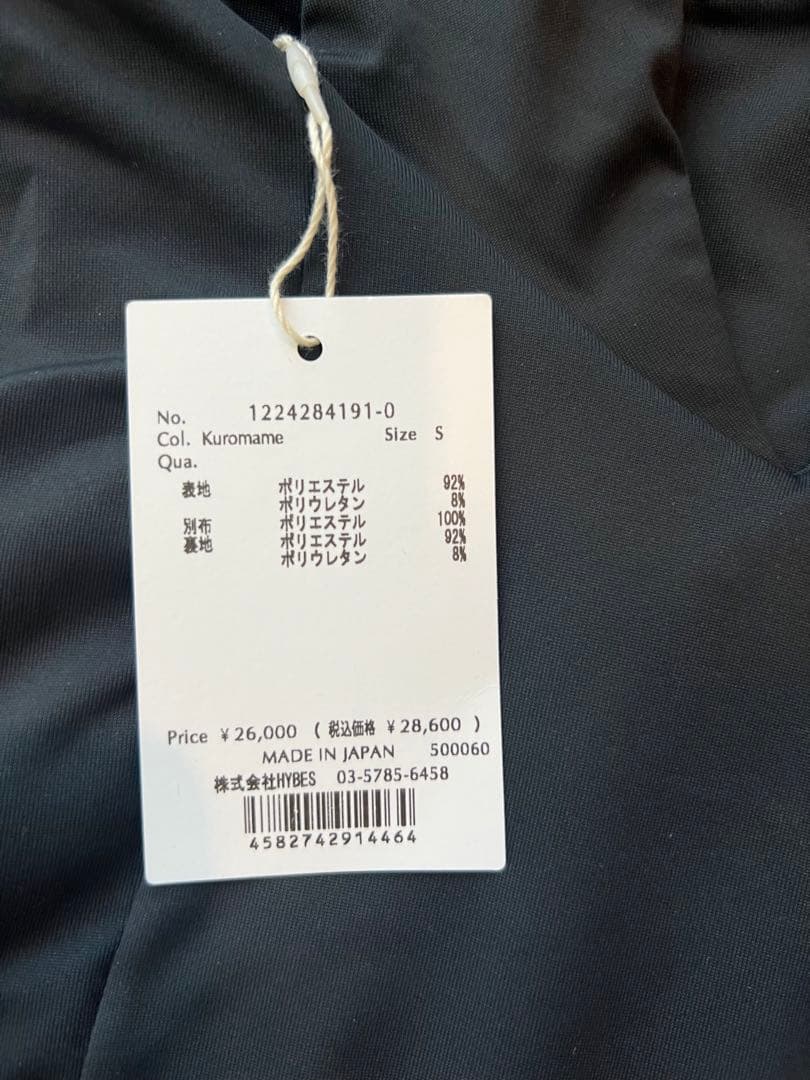 No. 1224284191-0
Col. Kuromame Size S
Qua.
表地 ポリエステル 92%
ポリウレタン 8%
別布 ポリエステル 100%
裏地 ポリエステル 92%
ポリウレタン 8%
Price ¥26,000 ( 税込価格 ¥28,600 )
MADE IN JAPAN 500060
株式会社HYBES 03-5785-6458
4582742914464